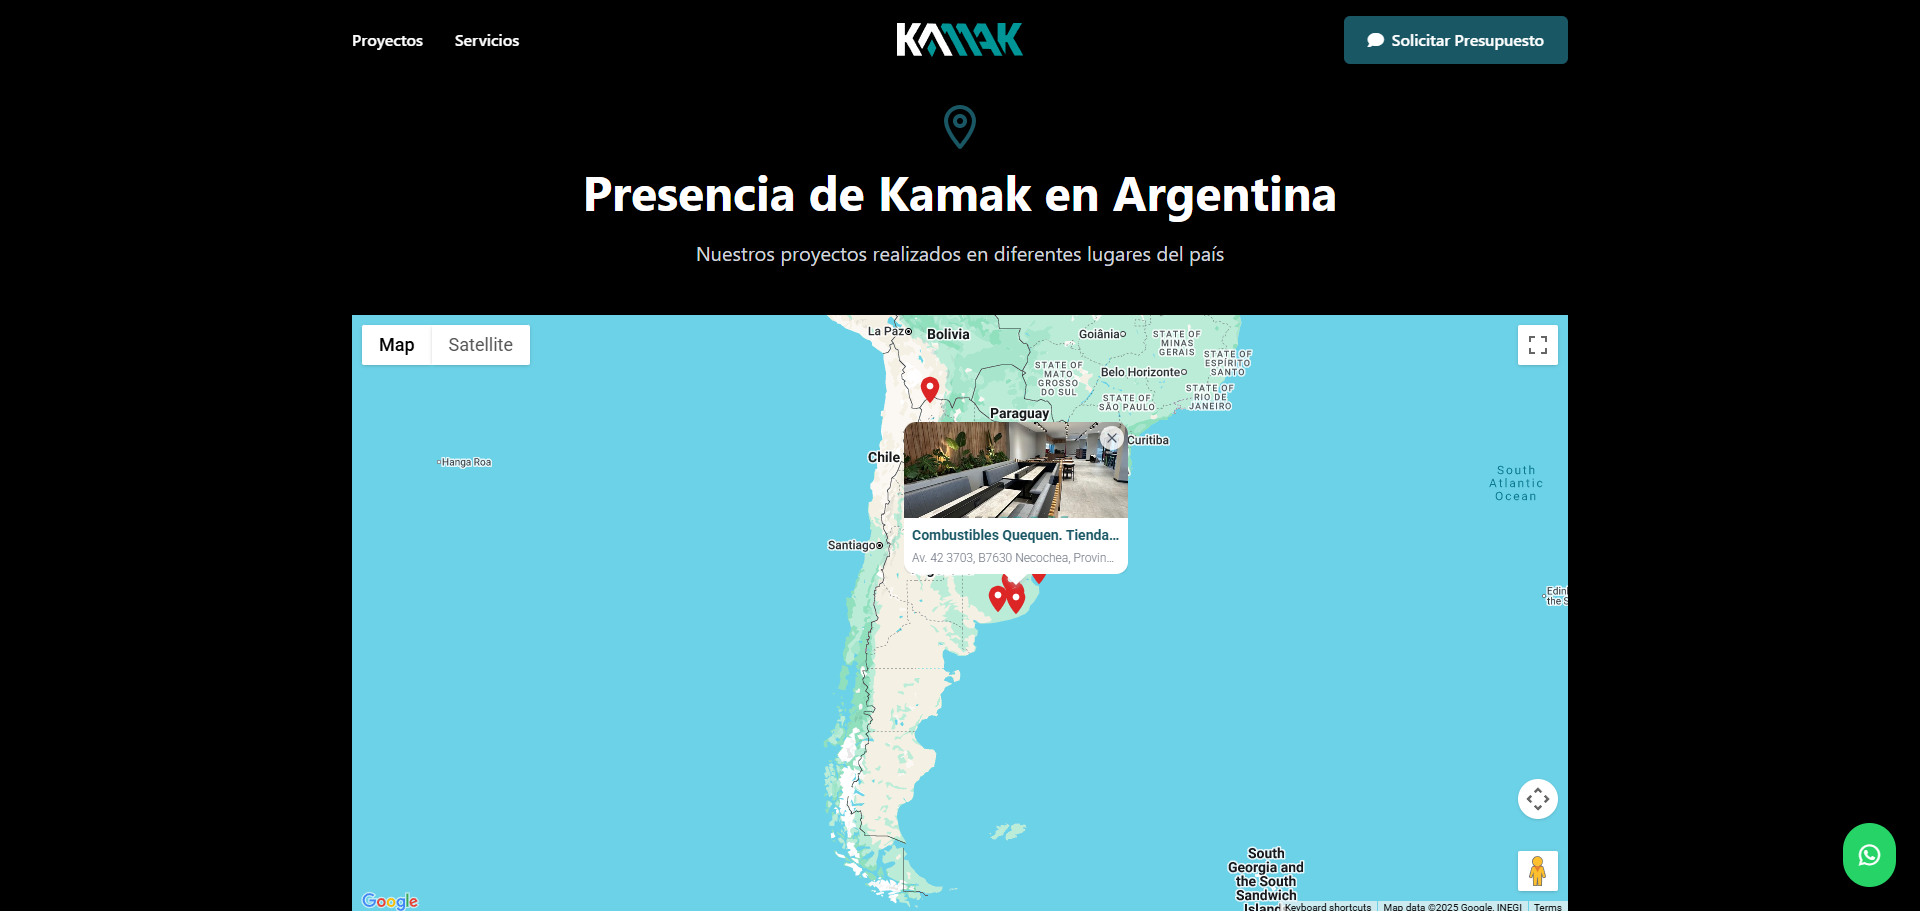 Proyectos
Servicios
KAMAK
Solicitar Presupuesto
Presencia de Kamak en Argentina
Nuestros proyectos realizados en diferentes lugares del país
Map
Satellite
La Paz
Bolivia
Goiânia
STATE OF
MINAS
GERAIS
STATE OF
ESPÍRITO
SANTO
STATE OF
MATO
GROSSO
DO SUL
Belo Horizonte
STATE OF
RIO DE
JANEIRO
STATE OF
SÃO PAULO
Paraguay
Curitiba
Chile
Hanga Roa
South
Atlantic
Ocean
Combustibles Quequen. Tienda...
Av. 42 3703, B7630 Necochea, Provin...
Santiago
South
Georgia and
the South
Sandwich
Google
Keyboard shortcuts
Map data ©2025 Google, INEGI
Terms